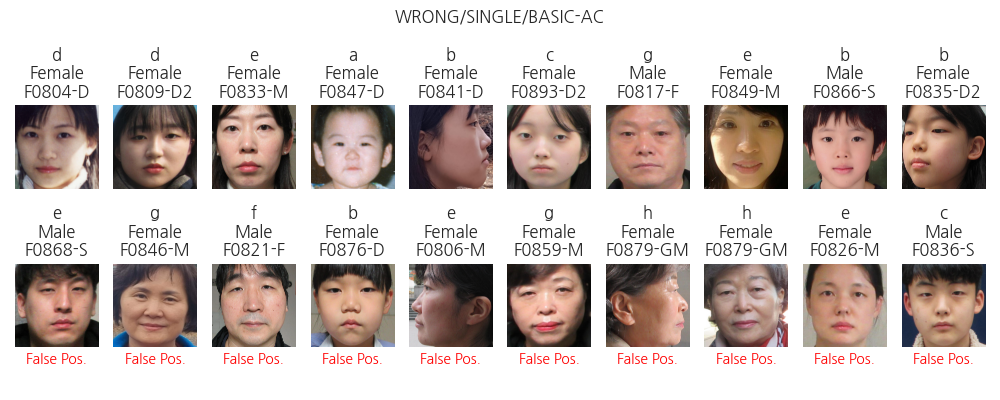 WRONG/SINGLE/BASIC-AC
d d e a b c g e b b
Female Female Female Female Female Female Male Female Male Female
F0804-D F0809-D2 F0833-M F0847-D F0841-D F0893-D2 F0817-F F0849-M F0866-S F0835-D2
e g f b e g h h e c
Male Female Male Female Female Female Female Female Female Male
F0868-S F0846-M F0821-F F0876-D F0806-M F0859-M F0879-GM F0879-GM F0826-M F0836-S
False Pos. False Pos. False Pos. False Pos. False Pos. False Pos. False Pos. False Pos. False Pos. False Pos.